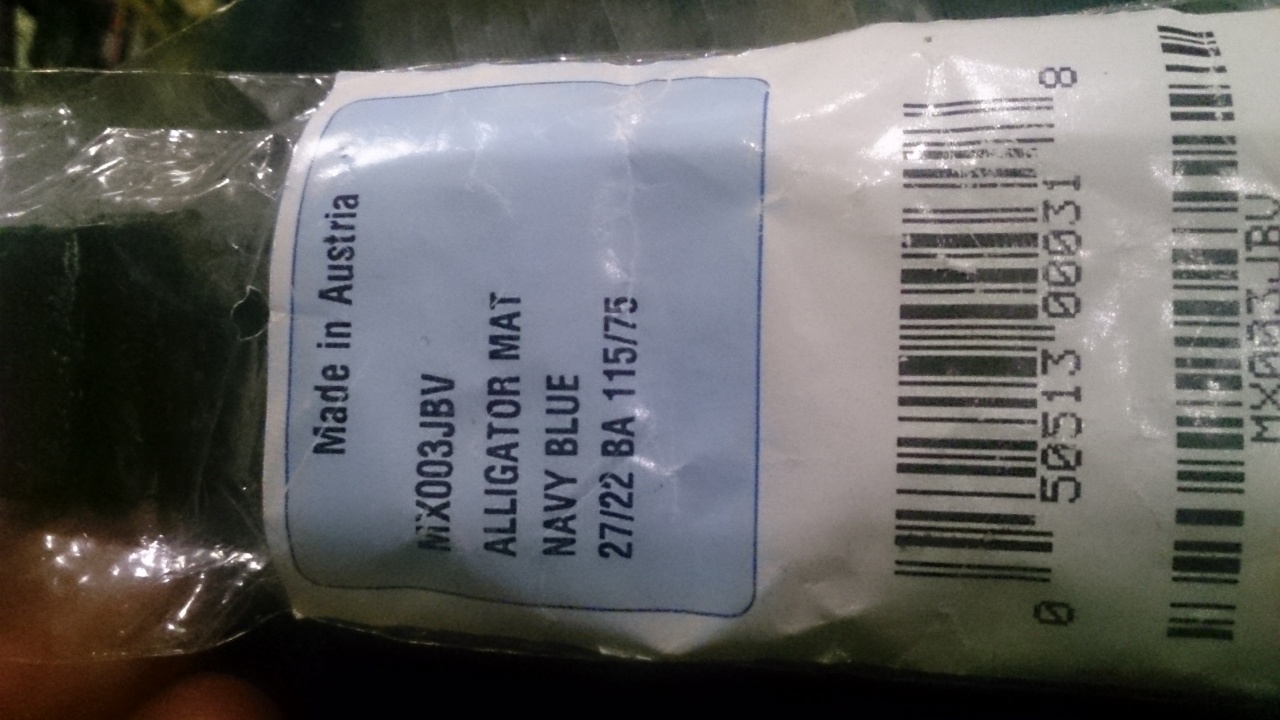 Made in Austria
MX003JBV
ALLIGATOR MAT
NAVY BLUE
27/22 BA 115/75
0 50513 00031 8
MX003JBV